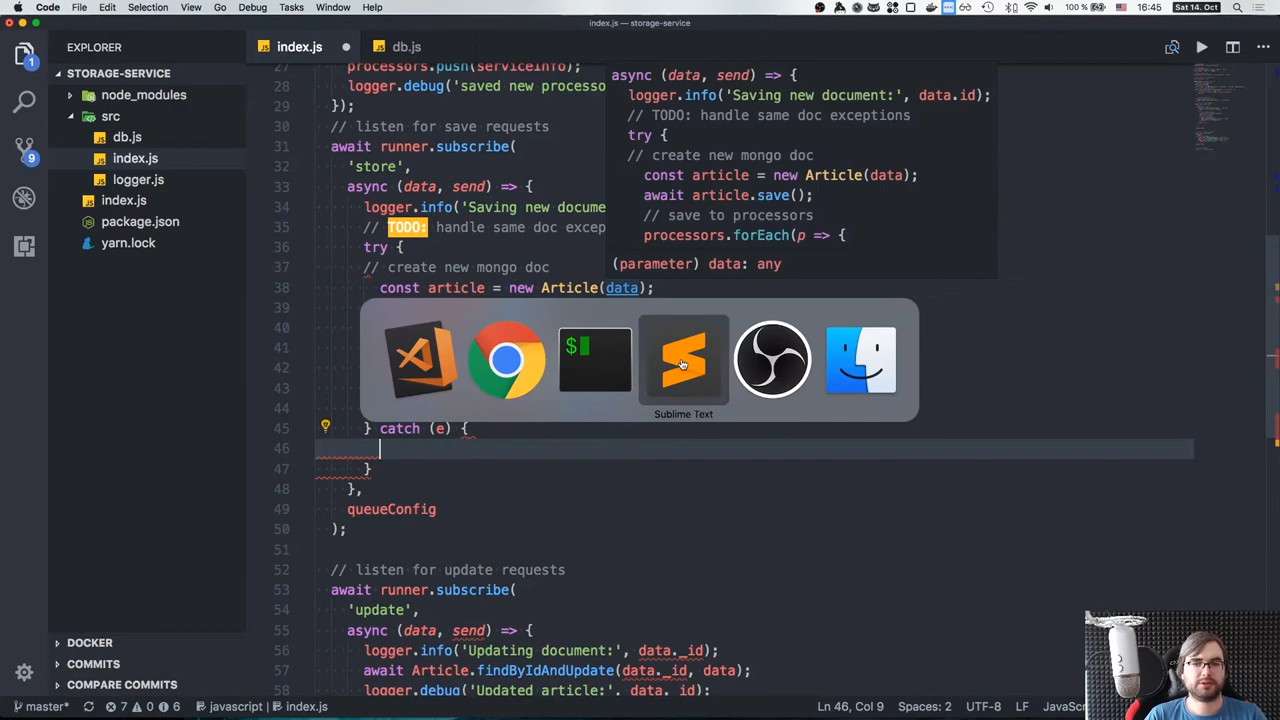 Code File Edit Selection View Go Debug Tasks Window Help 100 % Sat 14. Oct 16:45
index.js — storage-service
EXPLORER
STORAGE-SERVICE
node_modules
src
db.js
index.js
logger.js
index.js
package.json
yarn.lock
DOCKER
COMMITS
COMPARE COMMITS
1
9
index.js
db.js
27 processors.push(serviceInfo);
28 logger.debug('saved new processo
29 });
30 // listen for save requests
31 await runner.subscribe(
32 'store',
33 async (data, send) => {
34 logger.info('Saving new docume
35 // TODO: handle same doc excep
36 try {
37 // create new mongo doc
38 const article = new Article(data);
39
40
41
42
43
44
45 } catch (e) {
46
47 }
48 },
49 queueConfig
50 );
51
52 // listen for update requests
53 await runner.subscribe(
54 'update',
55 async (data, send) => {
56 logger.info('Updating document:', data._id);
57 await Article.findByIdAndUpdate(data._id, data);
58 logger.debug('Updated article:', data._id);
async (data, send) => {
logger.info('Saving new document:', data.id);
// TODO: handle same doc exceptions
try {
// create new mongo doc
const article = new Article(data);
await article.save();
// save to processors
processors.forEach(p => {
(parameter) data: any
$
Sublime Text
master* 7 0 6 javascript index.js Ln 46, Col 9 Spaces: 2 UTF-8 LF JavaSc